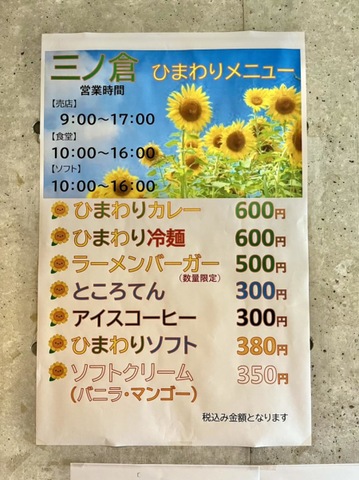 三ノ倉 ひまわりメニュー
営業時間
【売店】
9:00～17:00
【食堂】
10:00～16:00
【ソフト】
10:00～16:00
ひまわりカレー 600円
ひまわり冷麺 600円
ラーメンバーガー 500円
(数量限定)
ところてん 300円
アイスコーヒー 300円
ひまわりソフト 380円
ソフトクリーム 350円
(バニラ・マンゴー)
税込み金額となります